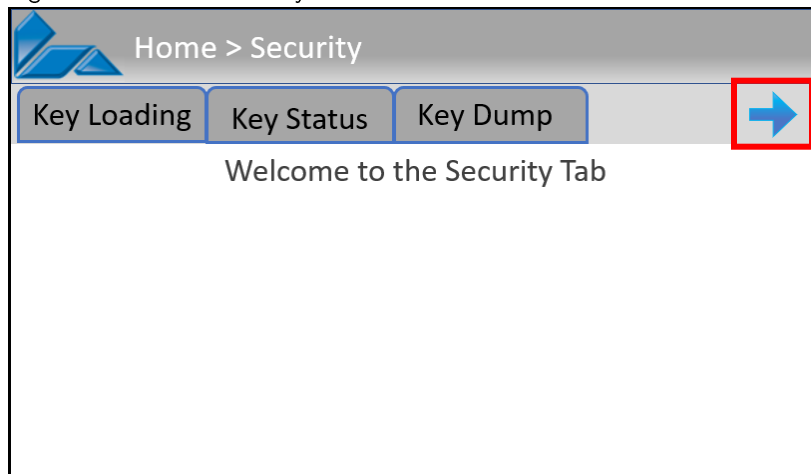 Home > Security
Key Loading Key Status Key Dump
Welcome to the Security Tab